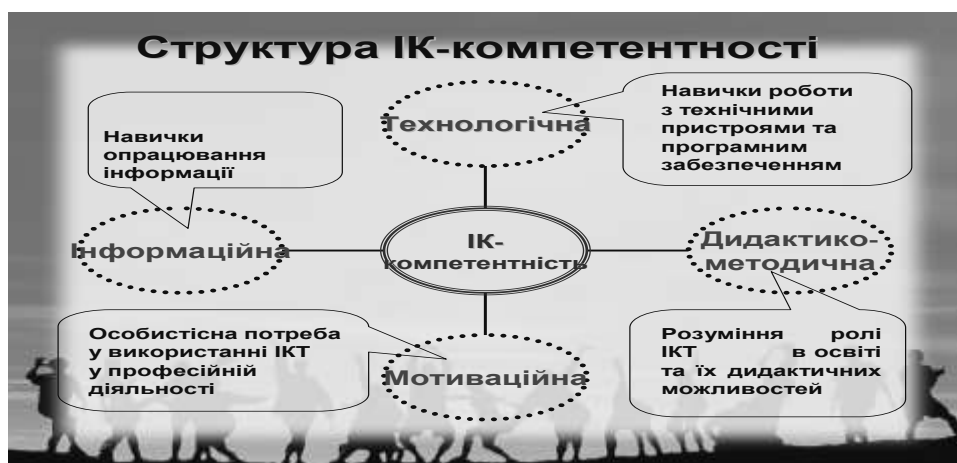 Структура ІК-компетентності
Навички роботи
з технічними
пристроями та
програмним
забезпеченням
Технологічна
Навички
опрацювання
інформації
Інформаційна
ІК-
компетентність
Дидактико-
методична
Особистісна потреба
у використанні ІКТ
у професійній
діяльності
Мотиваційна
Розуміння ролі
ІКТ в освіті
та їх дидактичних
можливостей